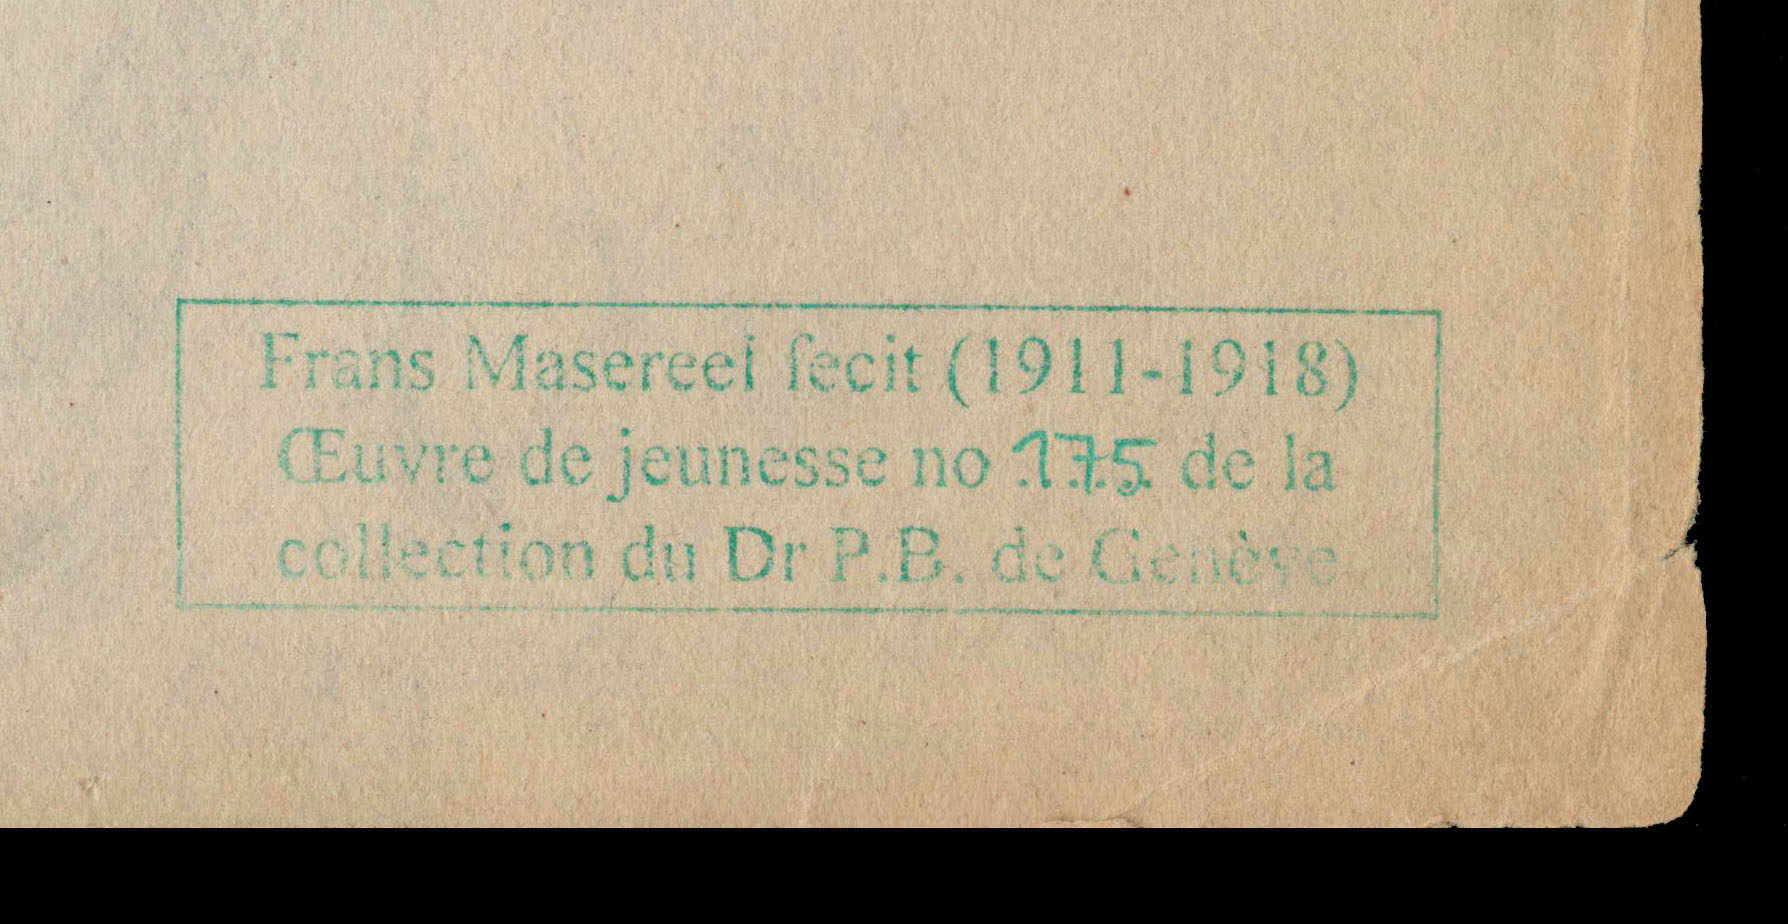 Frans Masereel fecit (1911-1918)
Œuvre de jeunesse no 175 de la
collection du Dr P.B. de Genève